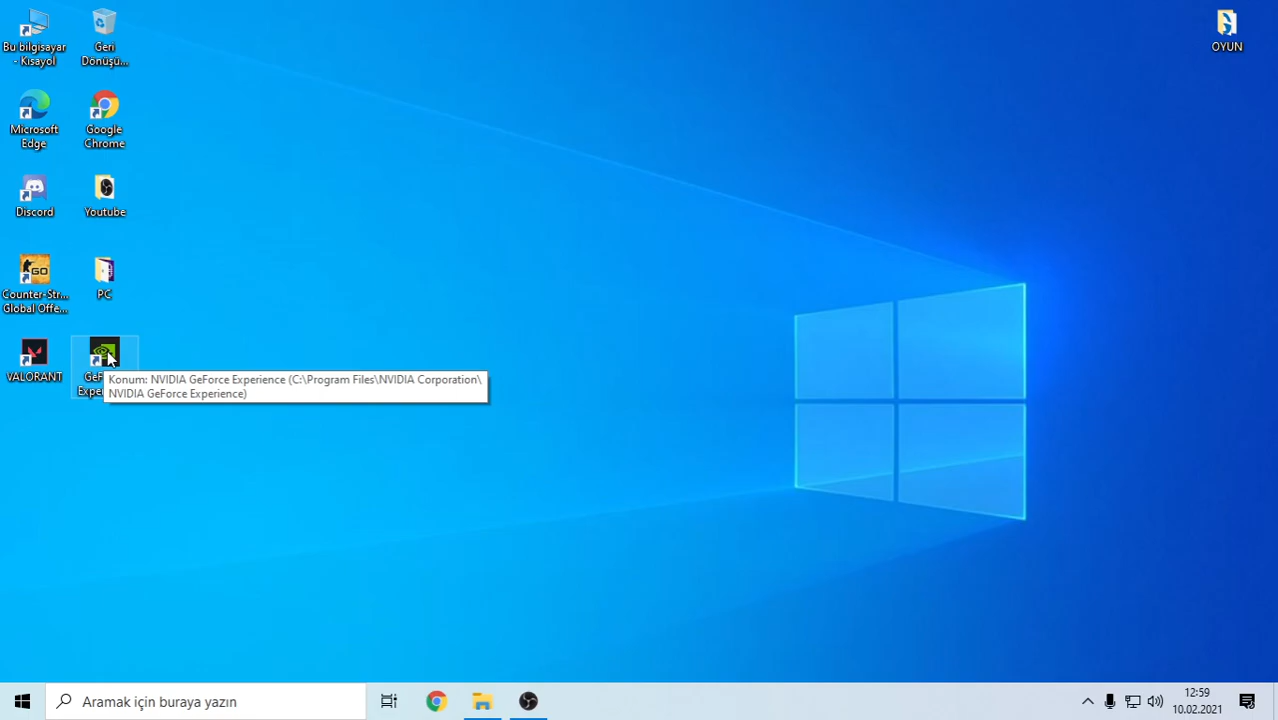 Bu bilgisayar
- Kısayol
Geri
Dönüşü...
OYUN
Microsoft
Edge
Google
Chrome
Discord
Youtube
Counter-Str...
Global Offe...
PC
VALORANT
Konum: NVIDIA GeForce Experience (C:\Program Files\NVIDIA Corporation\
NVIDIA GeForce Experience)
Aramak için buraya yazın
12:59
10.02.2021